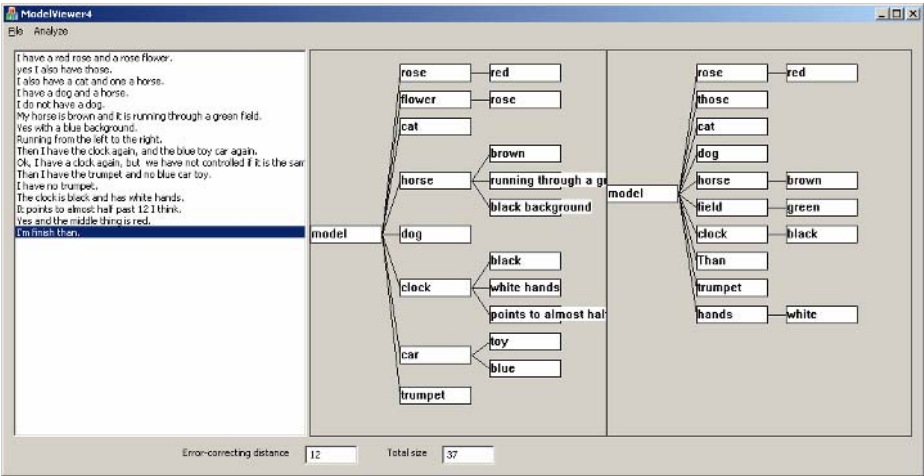 ModelViewer4
File Analyze
I have a red rose and a rose flower.
yes I also have those.
I also have a cat and one a horse.
I have a dog and a horse.
I do not have a dog.
My horse is brown and it is running through a green field.
Yes with a blue background.
Running from the left to the right.
Then I have the clock again, and the blue toy car again.
Ok, I have a clock again, but we have not controlled if it is the sam
Than I have the trumpet and no blue car toy.
I have no trumpet.
The clock is black and has white hands.
It points to almost half past 12 I think.
Yes and the middle thing is red.
I'm finish than.
model
rose red
flower rose
cat
horse
brown
running through a gr
black background
dog
clock
black
white hands
points to almost hal
car
toy
blue
trumpet
model
rose red
those
cat
dog
horse brown
field green
clock black
Than
trumpet
hands white
Error-correcting distance 12 Total size 37